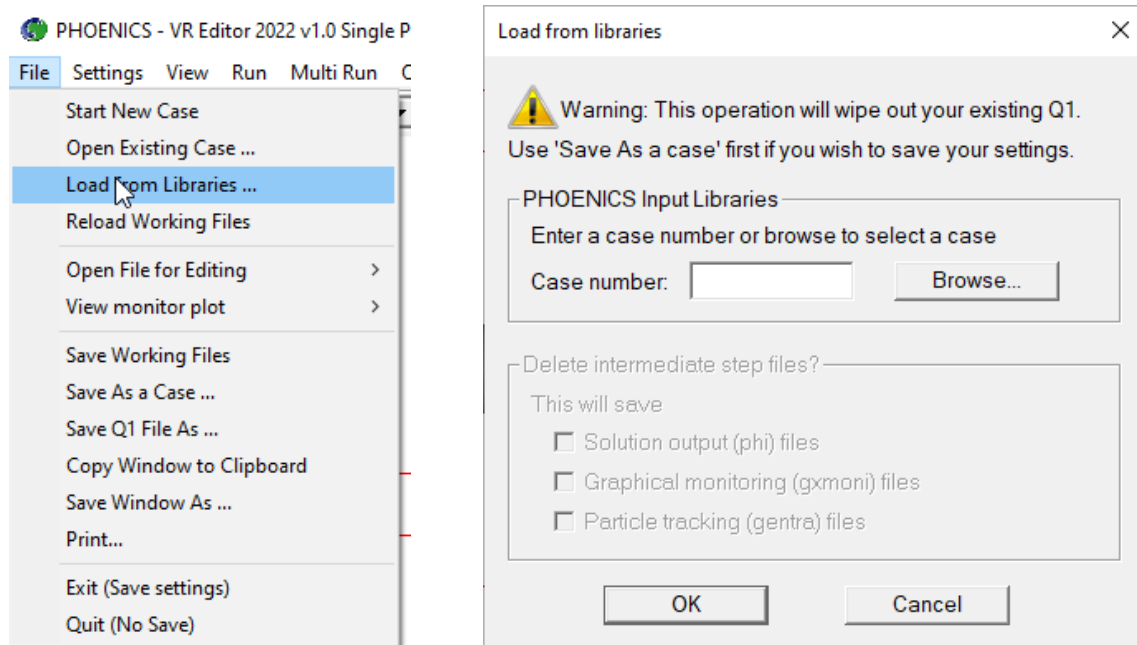 PHOENICS - VR Editor 2022 v1.0 Single P
File Settings View Run Multi Run
Start New Case
Open Existing Case ...
Load from Libraries ...
Reload Working Files
Open File for Editing
View monitor plot
Save Working Files
Save As a Case ...
Save Q1 File As ...
Copy Window to Clipboard
Save Window As ...
Print...
Exit (Save settings)
Quit (No Save)
Load from libraries
Warning: This operation will wipe out your existing Q1.
Use 'Save As a case' first if you wish to save your settings.
PHOENICS Input Libraries
Enter a case number or browse to select a case
Case number: Browse...
Delete intermediate step files?
This will save
Solution output (phi) files
Graphical monitoring (gxmoni) files
Particle tracking (gentra) files
OK Cancel